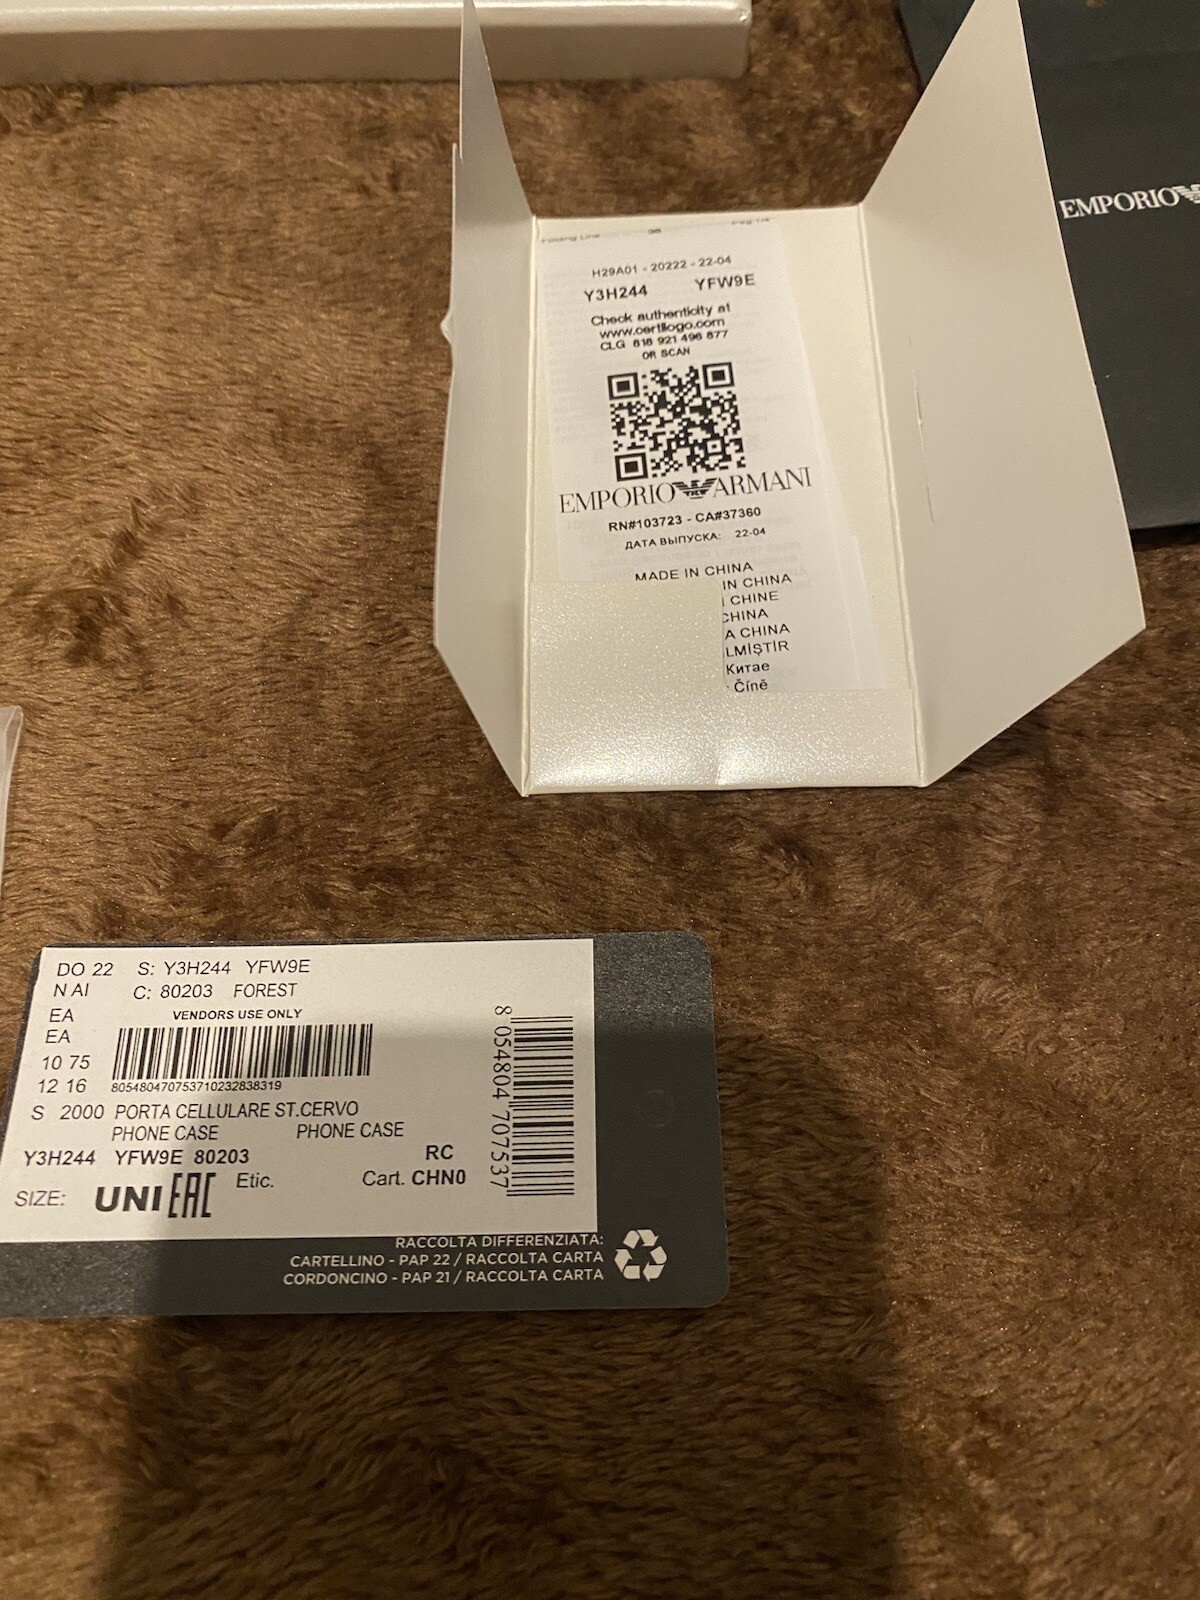 Folding Line
H29A01 - 20222 - 22-04
Y3H244 YFW9E
Check authenticity at
www.certilogo.com
CLG 818 921 496 877
OR SCAN
EMPORIO ARMANI
RN#103723 - CA#37360
ДАТА ВЫПУСКА: 22-04
MADE IN CHINA
IN CHINA
CHINE
CHINA
A CHINA
LMIŞTIR
Китае
Číně
EMPORIO
DO 22 S: Y3H244 YFW9E
N AI C: 80203 FOREST
EA VENDORS USE ONLY
EA
10 75
12 16 805480470753710232838319
S 2000 PORTA CELLULARE ST.CERVO
PHONE CASE PHONE CASE
Y3H244 YFW9E 80203 RC
SIZE: UNI EAC Etic. Cart. CHN0
8 054804 707537
RACCOLTA DIFFERENZIATA:
CARTELLINO - PAP 22 / RACCOLTA CARTA
CORDONCINO - PAP 21 / RACCOLTA CARTA